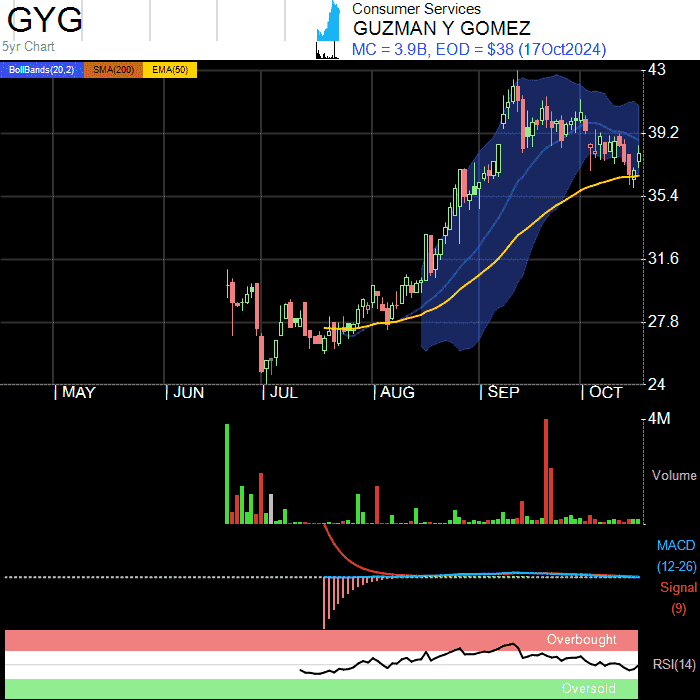 GYG
5yr Chart
Consumer Services
GUZMAN Y GOMEZ
MC = 3.9B, EOD = $38 (17Oct2024)
BollBands(20,2) SMA(200) EMA(50)
43
39.2
35.4
31.6
27.8
24
MAY JUN JUL AUG SEP OCT
4M
Volume
MACD
(12-26)
Signal
(9)
Overbought
RSI(14)
Oversold